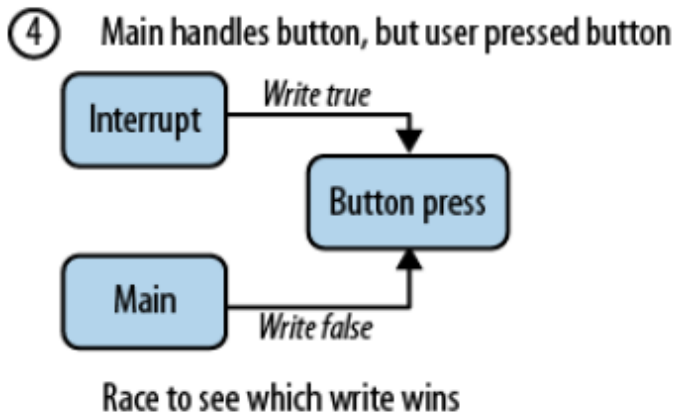 4 Main handles button, but user pressed button
Write true
Interrupt
Button press
Main
Write false
Race to see which write wins